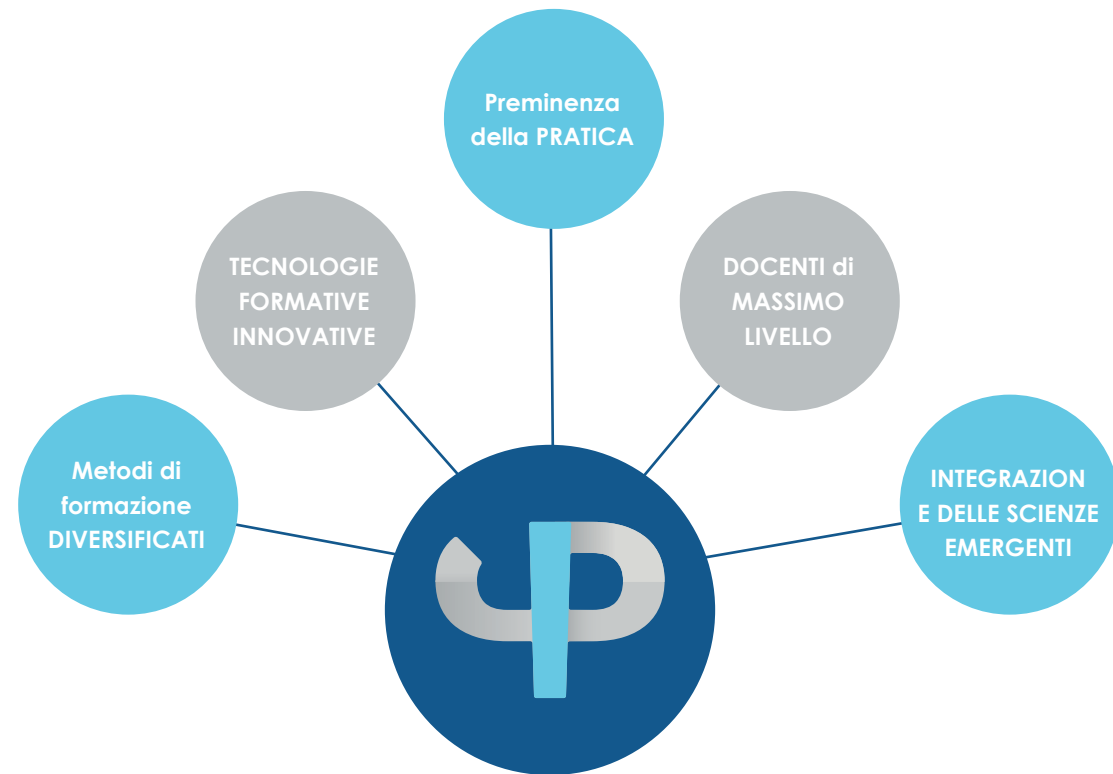 Preminenza
della PRATICA
TECNOLOGIE
FORMATIVE
INNOVATIVE
DOCENTI di
MASSIMO
LIVELLO
Metodi di
formazione
DIVERSIFICATI
INTEGRAZION
E DELLE SCIENZE
EMERGENTI